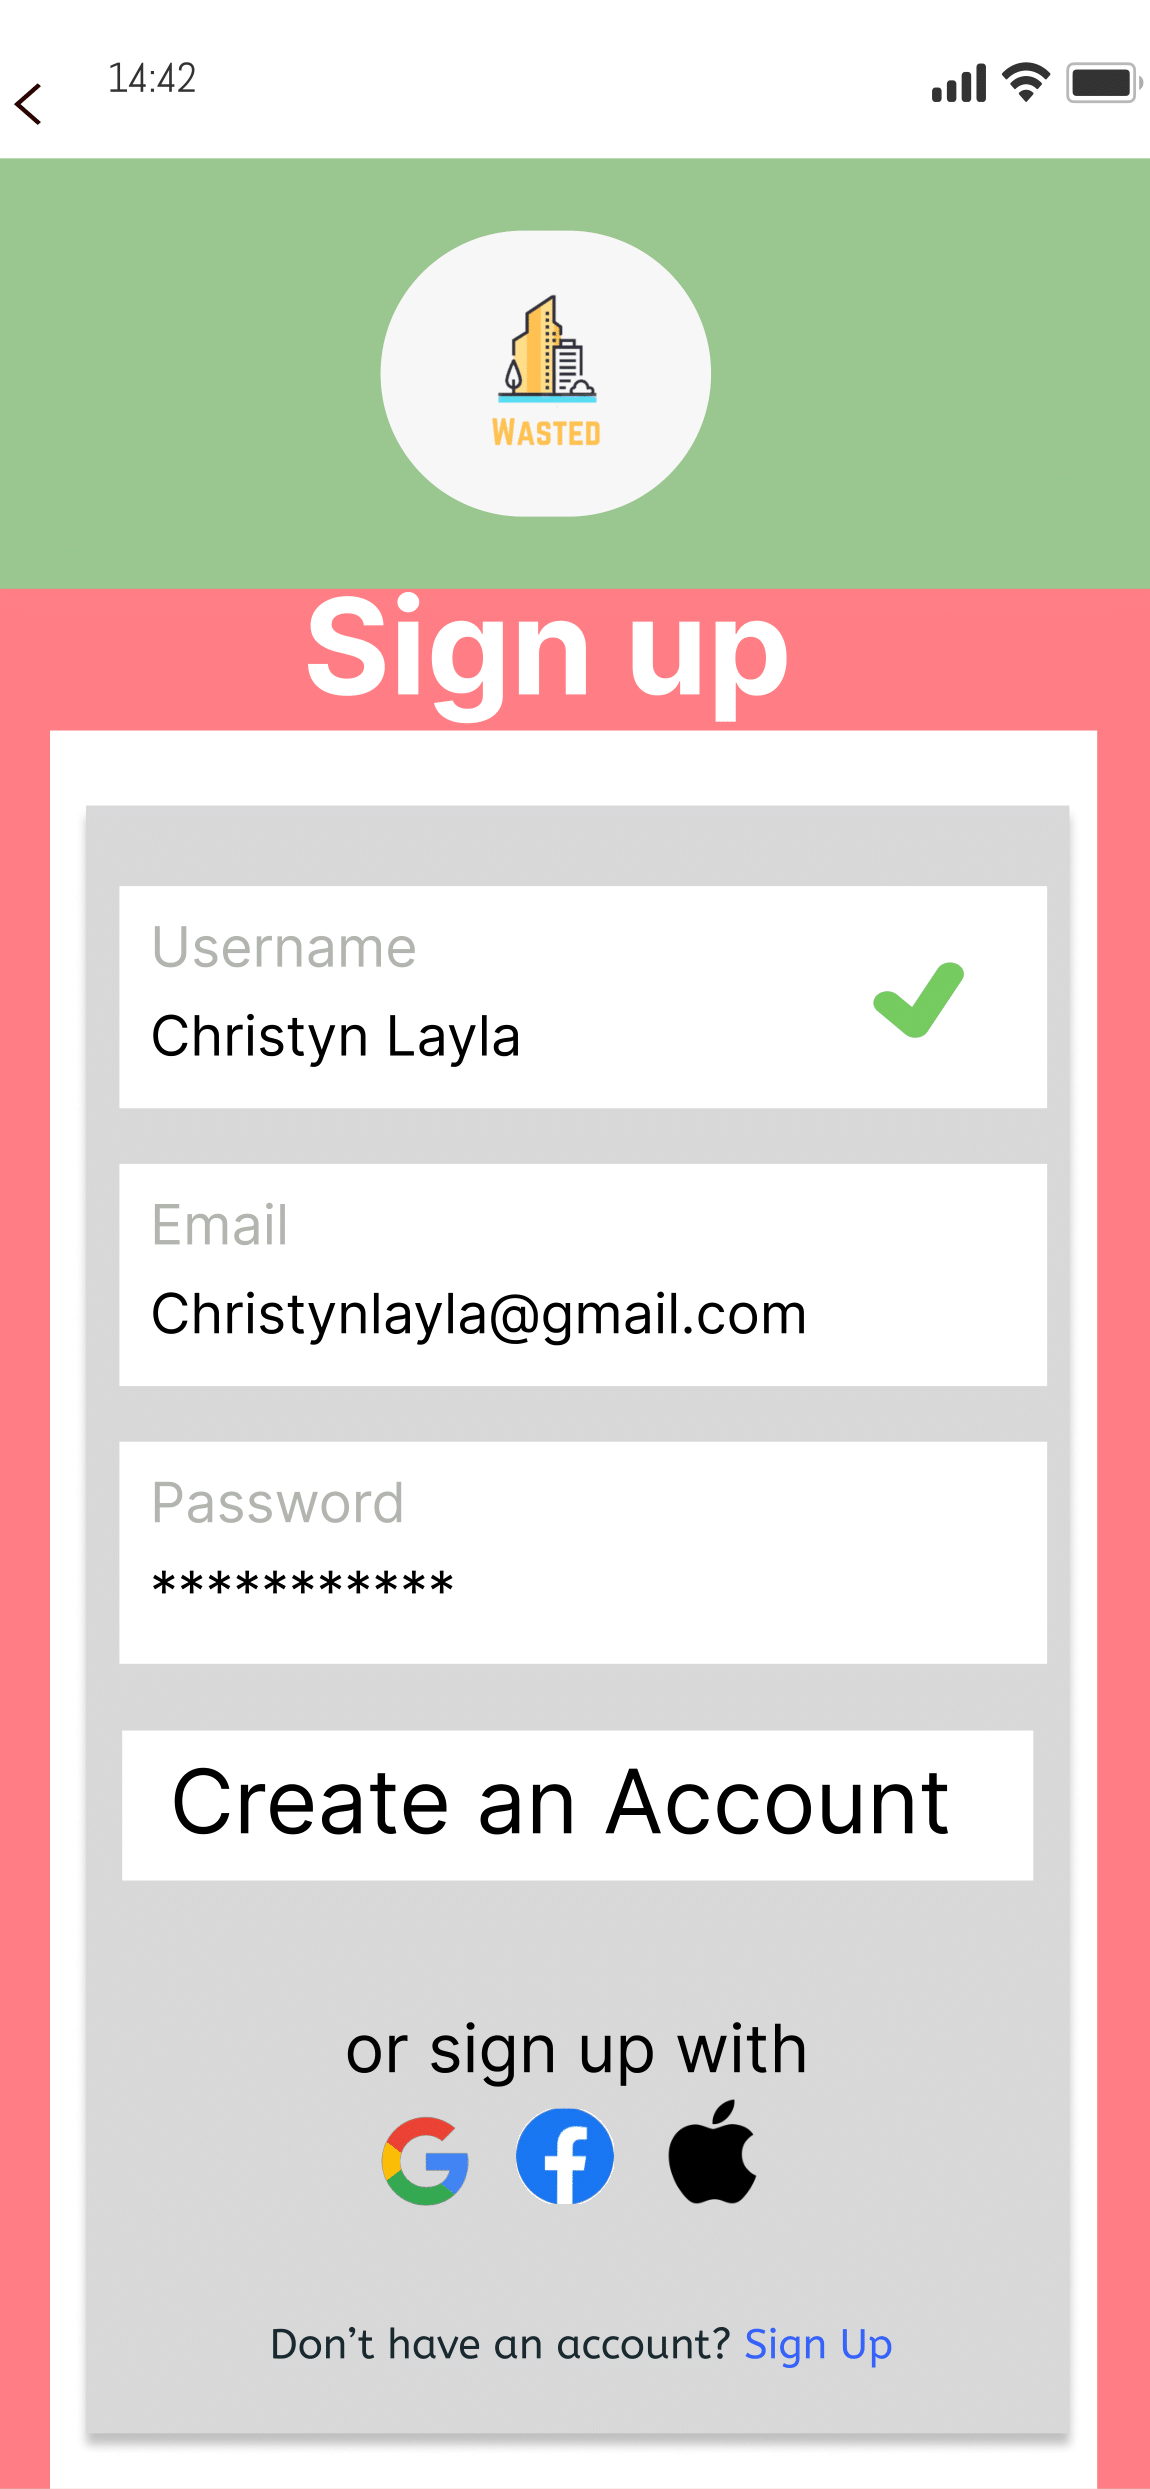 14:42
WASTED
Sign up
Username
Christyn Layla
Email
Christynlayla@gmail.com
Password
***********
Create an Account
or sign up with
Don't have an account? Sign Up